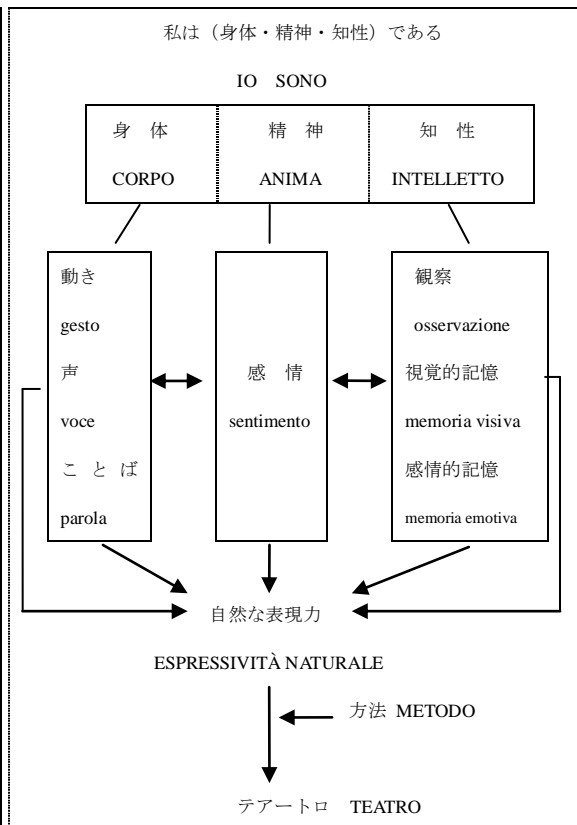 私は（身体・精神・知性）である
IO SONO
身 体 精 神 知 性
CORPO ANIMA INTELLETTO
動き
gesto
声
voce
こ と ば
parola
感 情
sentimento
観察
osservazione
視覚的記憶
memoria visiva
感情的記憶
memoria emotiva
自然な表現力
ESPRESSIVITÀ NATURALE
方法 METODO
テアートロ TEATRO